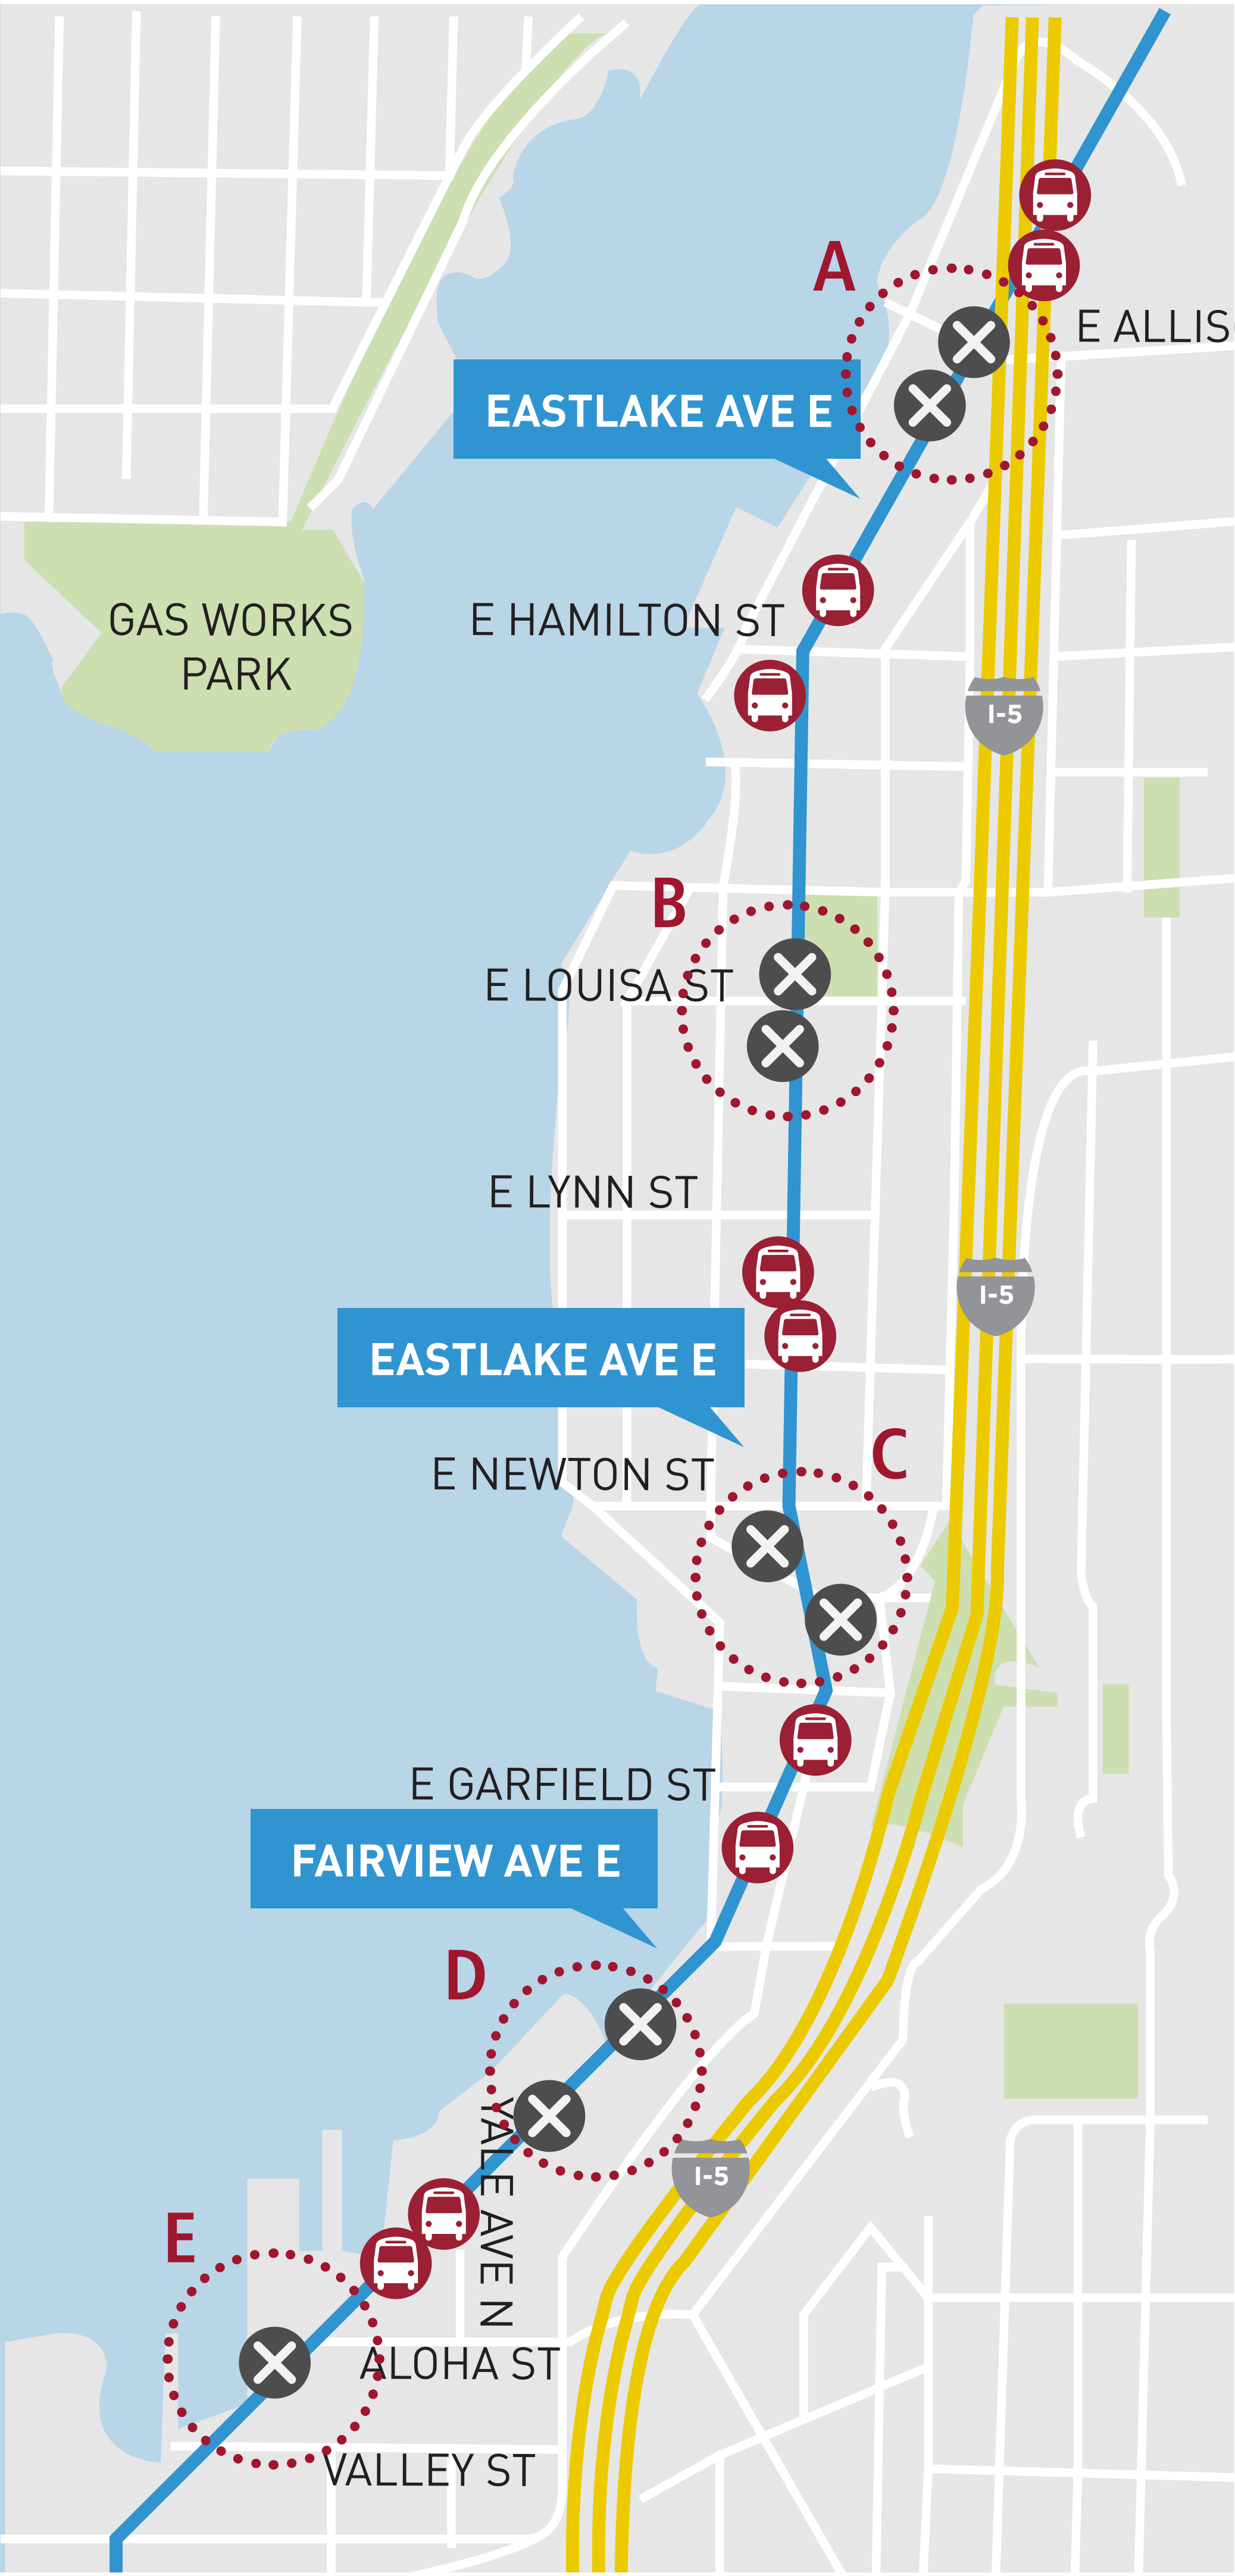 A
E ALLISO
EASTLAKE AVE E
GAS WORKS
PARK
E HAMILTON ST
I-5
B
E LOUISA ST
E LYNN ST
I-5
EASTLAKE AVE E
C
E NEWTON ST
E GARFIELD ST
FAIRVIEW AVE E
D
YALE AVE N
I-5
E
ALOHA ST
VALLEY ST